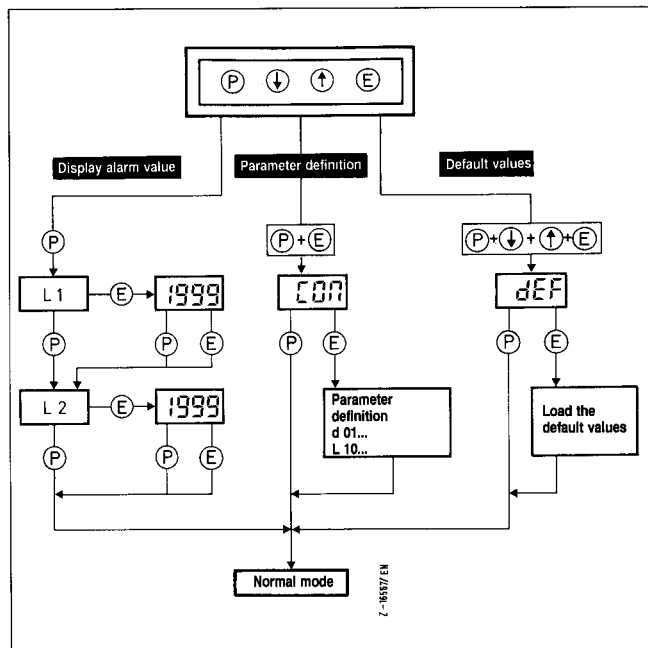 P ↓ ↑ E
Display alarm value
Parameter definition
Default values
P
P + E
P + ↓ + ↑ + E
L 1
E
1999
COn
dEF
P
P
E
P
E
P
E
L 2
E
1999
Parameter
definition
d 01...
L 10...
Load the
default values
P
P
E
Normal mode
Z-16567/ EN